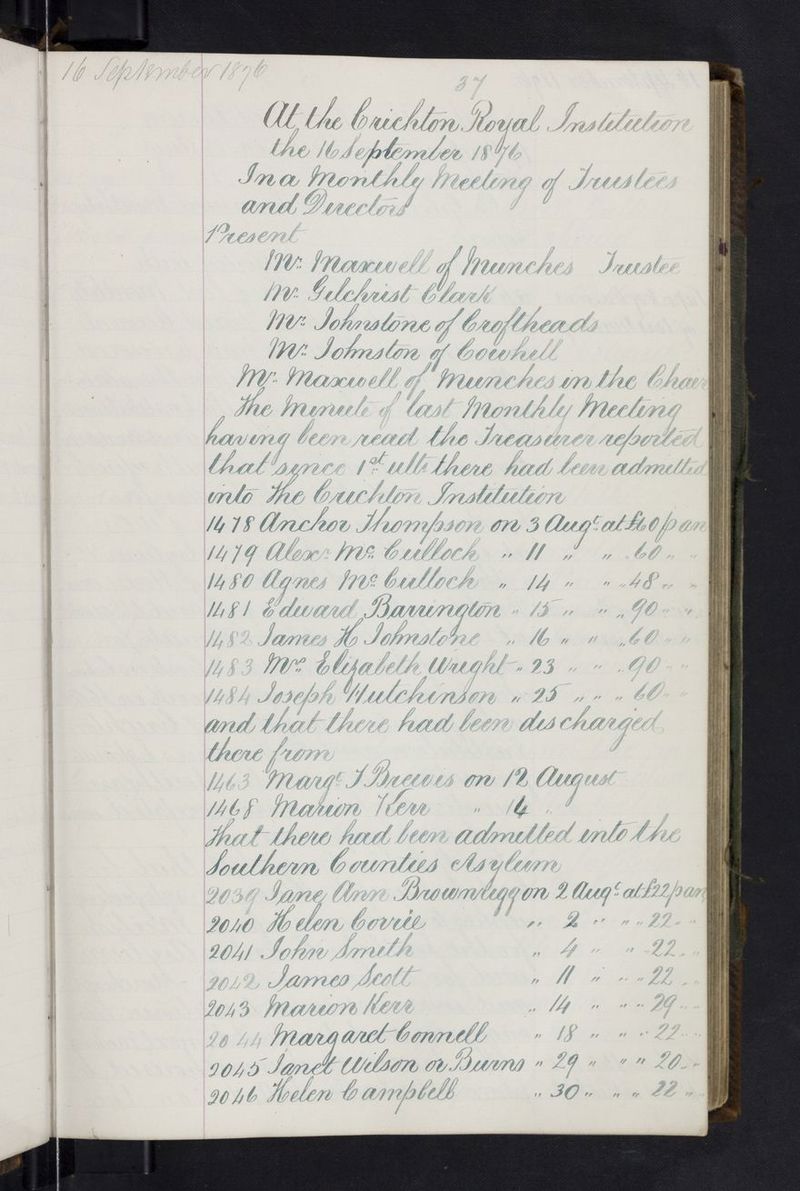 16 September 1876
37
At the Crichton Royal Institution
the 16 September 1876
In a Monthly Meeting of Trustees
and Directors
Present
Mr. Maxwell of Munches Trustee
Mr. Gilchrist Clark
Mr. Johnstone of Croftheads
Mr. Johnston of Cowhill
Mr. Maxwell of Munches in the Chair
The Minute of last Monthly Meeting
having been read the Treasurer reported
that since 1st ulto there had been admitted
into The Crichton Institution
1478 Anchor Thompson on 3 Augt. at £60 p an
1479 Alexr. McCulloch " 11 " " " 60 " "
1480 Agnes McCulloch " 14 " " " 48 " "
1481 Edward Barrington " 15 " " " 90 " "
1482 James H Johnstone " 16 " " " 60 " "
1483 Mrs. Elizabeth Wright " 23 " " " 90 " "
1484 Joseph Hutchinson " 25 " " " 60 " "
and that there had been discharged
there from
1463 Margt. J Brewis on 12 August
1468 Marion Kerr " 14 "
That there had been admitted into the
Southern Counties Asylum
2039 Jane Ann Brownrigg on 2 Augt. at £22 p an
2040 Helen Corrie " 2 " " " 22 " "
2041 John Smith " 4 " " " 22 " "
2042 James Scott " 11 " " " 22 " "
2043 Marion Kerr " 14 " " " 29 " "
2044 Margaret Connell " 18 " " " 22 " "
2045 Janet Wilson or Burns " 29 " " " 20 " "
2046 Helen Campbell " 30 " " " 22 " "